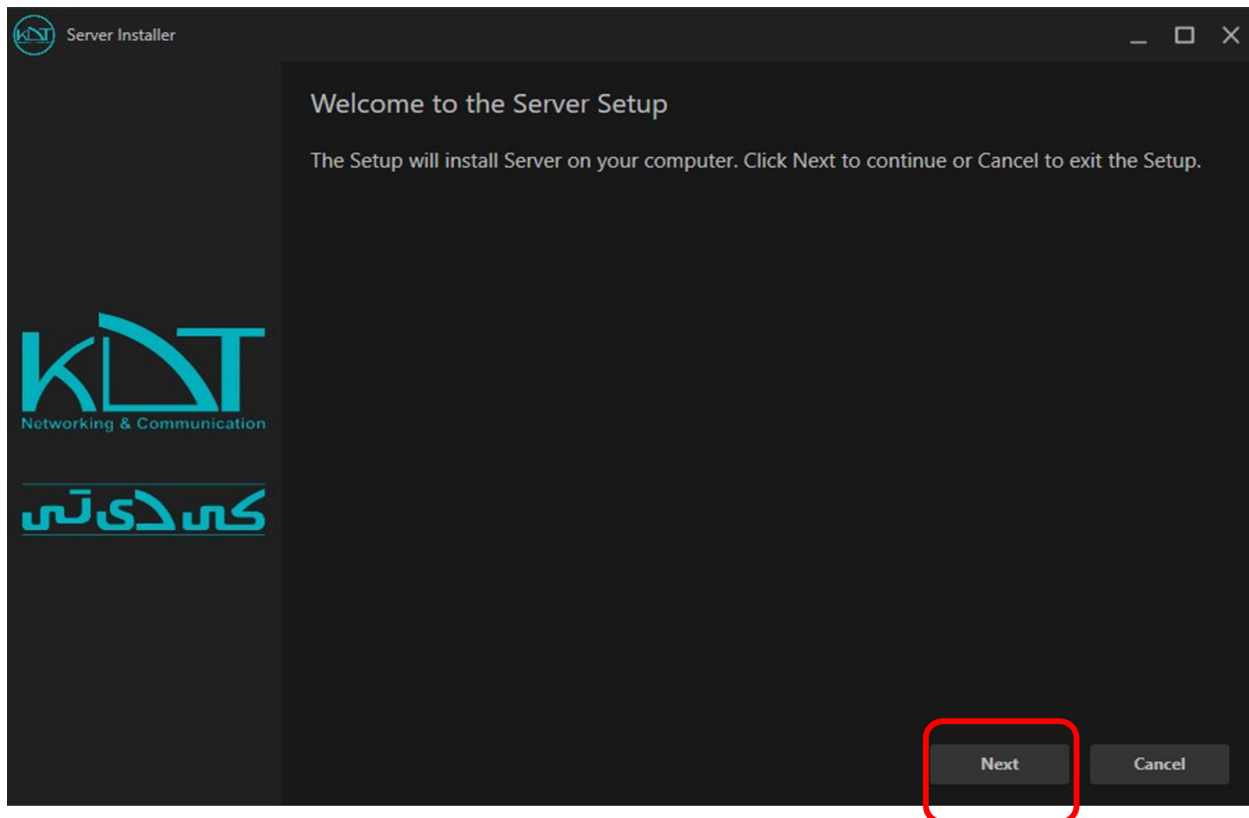 KDT
Server Installer
Welcome to the Server Setup
The Setup will install Server on your computer. Click Next to continue or Cancel to exit the Setup.
KDT
Networking & Communication
کی دی تی
Next
Cancel